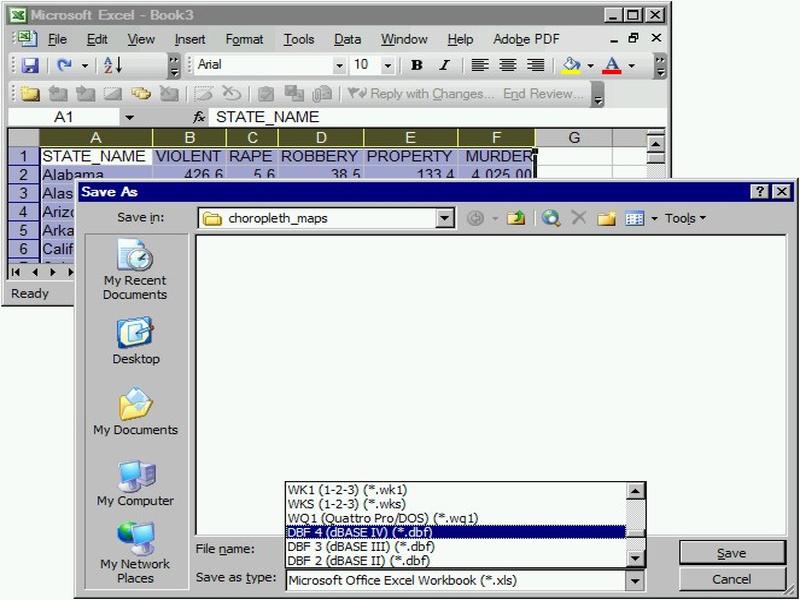 Microsoft Excel - Book3
File Edit View Insert Format Tools Data Window Help Adobe PDF
Arial 10 B I A
Reply with Changes... End Review...
A1 fx STATE_NAME
A B C D E F G
1 STATE_NAME VIOLENT RAPE ROBBERY PROPERTY MURDER
2 Alabama 426.6 5.6 38.5 133.4 4,025.00
3 Alas
4 Arizo
5 Arka
6 Calif
Ready
Save As
Save in: choropleth_maps Tools
My Recent
Documents
Desktop
My Documents
My Computer
My Network
Places
WK1 (1-2-3) (*.wk1)
WKS (1-2-3) (*.wks)
WQ1 (Quattro Pro/DOS) (*.wq1)
DBF 4 (dBASE IV) (*.dbf)
DBF 3 (dBASE III) (*.dbf)
DBF 2 (dBASE II) (*.dbf)
File name:
Save as type: Microsoft Office Excel Workbook (*.xls)
Save
Cancel